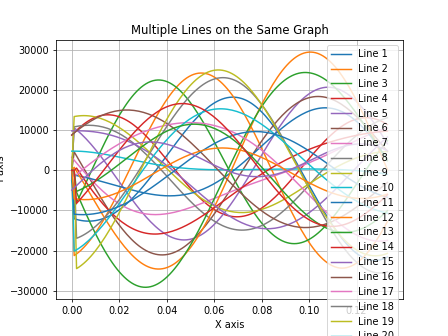 Multiple Lines on the Same Graph
30000
20000
10000
0
−10000
−20000
−30000
0.00 0.02 0.04 0.06 0.08 0.10
X axis
Line 1
Line 2
Line 3
Line 4
Line 5
Line 6
Line 7
Line 8
Line 9
Line 10
Line 11
Line 12
Line 13
Line 14
Line 15
Line 16
Line 17
Line 18
Line 19
Line 20